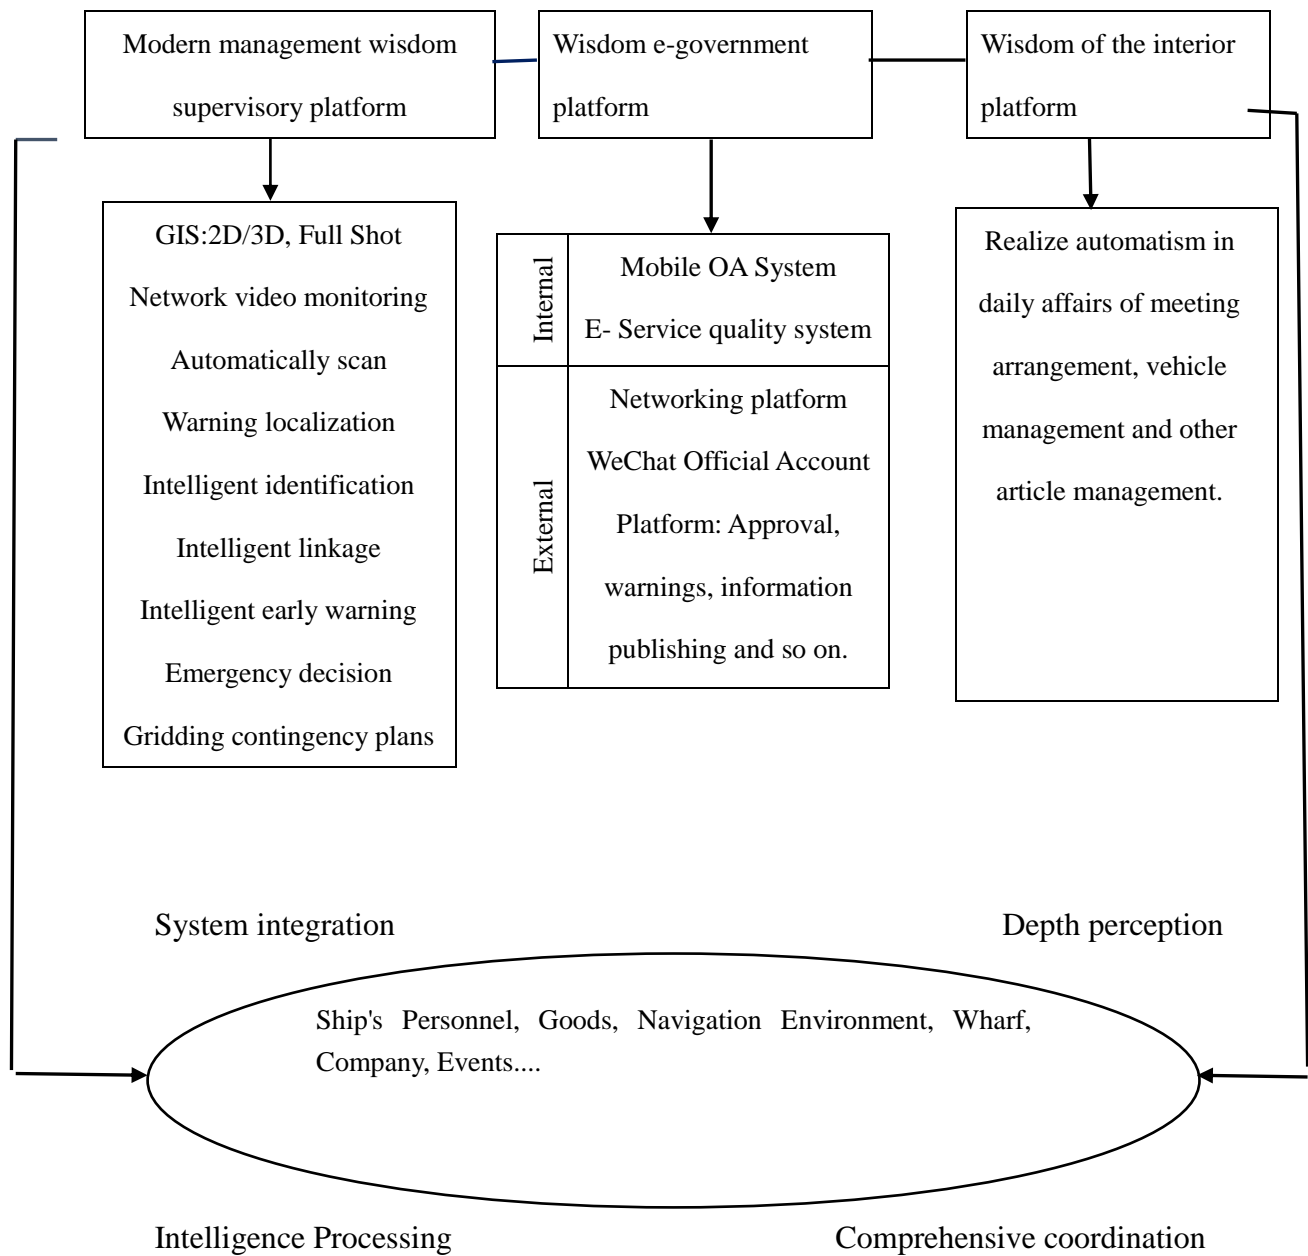 Modern management wisdom
supervisory platform
Wisdom e-government
platform
Wisdom of the interior
platform
GIS:2D/3D, Full Shot
Network video monitoring
Automatically scan
Warning localization
Intelligent identification
Intelligent linkage
Intelligent early warning
Emergency decision
Gridding contingency plans
Internal
Mobile OA System
E- Service quality system
External
Networking platform
WeChat Official Account
Platform: Approval,
warnings, information
publishing and so on.
Realize automatism in
daily affairs of meeting
arrangement, vehicle
management and other
article management.
System integration
Depth perception
Ship's Personnel, Goods, Navigation Environment, Wharf,
Company, Events....
Intelligence Processing
Comprehensive coordination